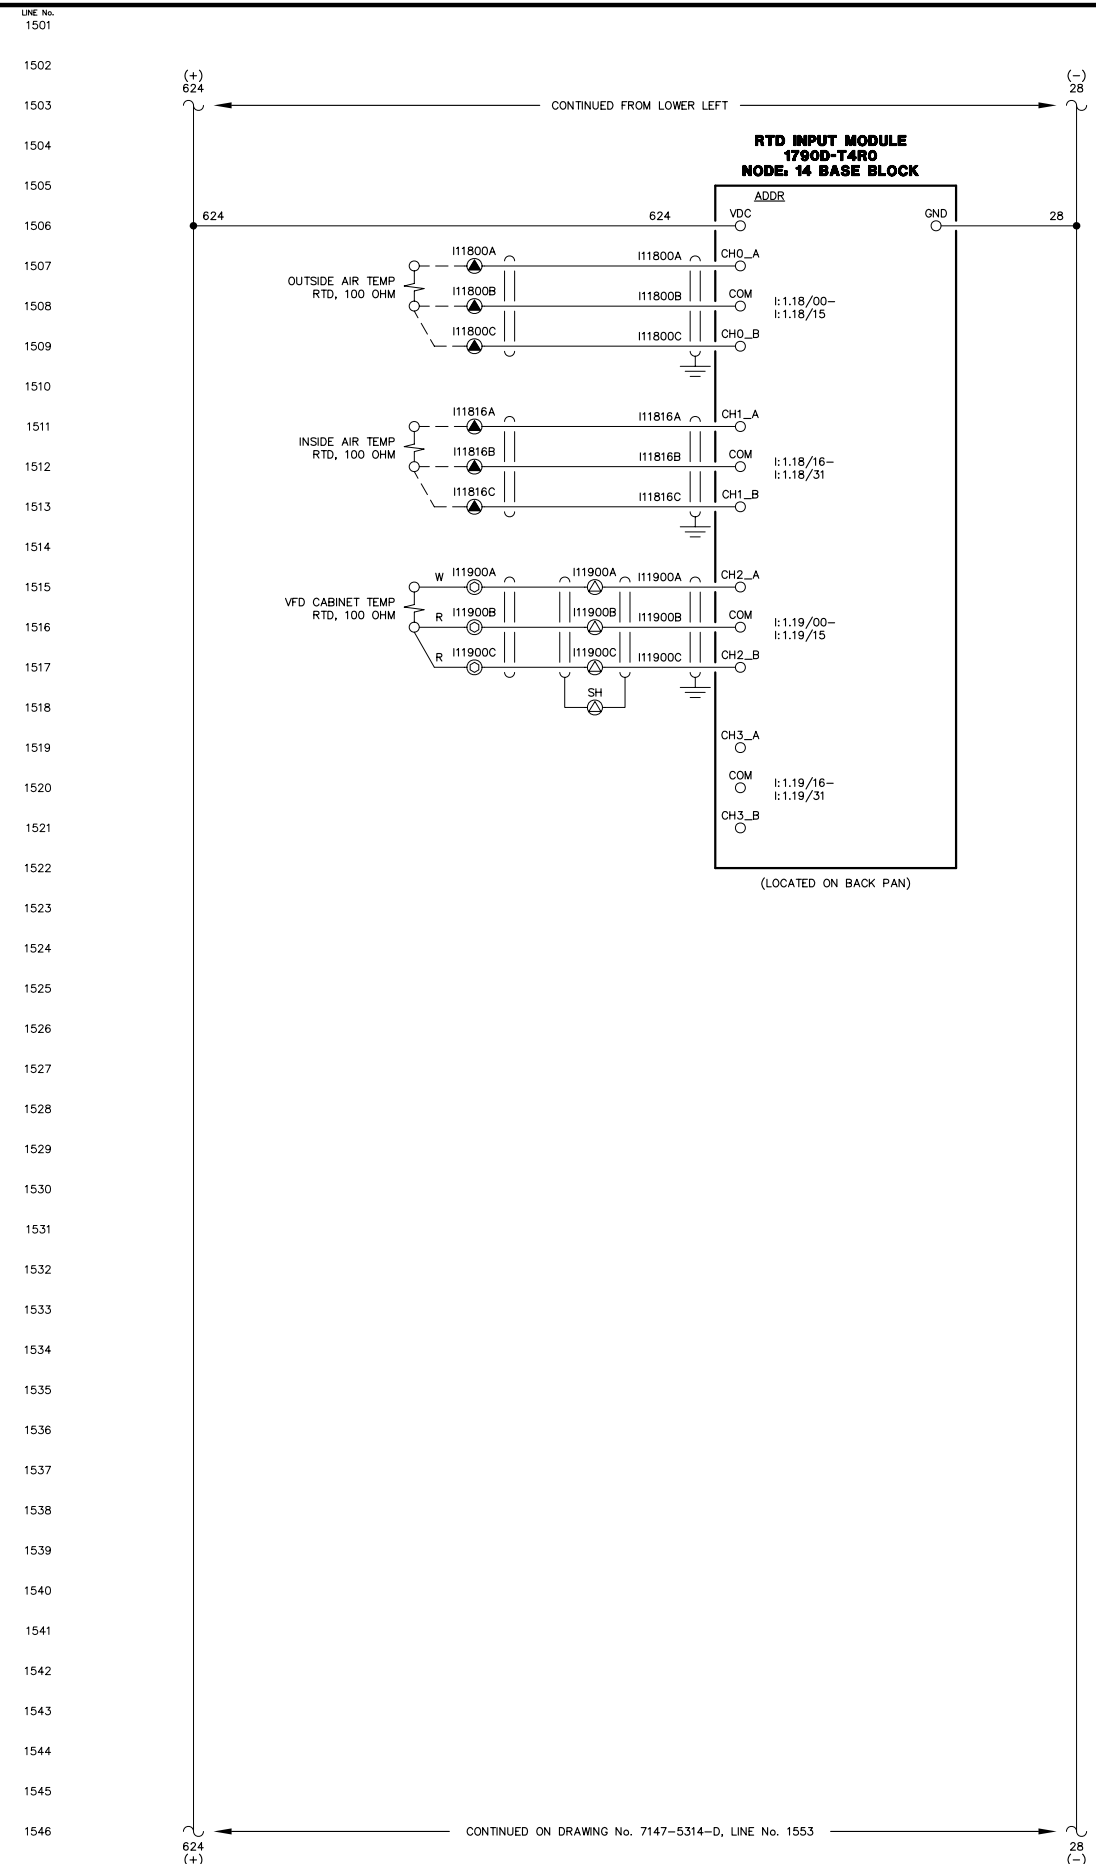 LINE No.
1501
1502
(+) (−)
624 28
1503 CONTINUED FROM LOWER LEFT
1504 RTD INPUT MODULE
1790D-T4R0
NODE: 14 BASE BLOCK
1505
ADDR
624 624 VDC GND 28
1506
I11800A I11800A CH0_A
1507
OUTSIDE AIR TEMP
RTD, 100 OHM
I11800B I11800B COM
1508 I:1.18/00−
I:1.18/15
I11800C I11800C CH0_B
1509
1510
I11816A I11816A CH1_A
1511
INSIDE AIR TEMP
RTD, 100 OHM
I11816B I11816B COM
1512 I:1.18/16−
I:1.18/31
I11816C I11816C CH1_B
1513
1514
W I11900A I11900A I11900A CH2_A
1515
VFD CABINET TEMP
RTD, 100 OHM
R I11900B I11900B I11900B COM
1516 I:1.19/00−
I:1.19/15
R I11900C I11900C I11900C CH2_B
1517
SH
1518
CH3_A
1519
COM
1520 I:1.19/16−
I:1.19/31
CH3_B
1521
1522
(LOCATED ON BACK PAN)
1523
1524
1525
1526
1527
1528
1529
1530
1531
1532
1533
1534
1535
1536
1537
1538
1539
1540
1541
1542
1543
1544
1545
1546 CONTINUED ON DRAWING No. 7147−5314−D, LINE No. 1553
624 28
(+) (−)